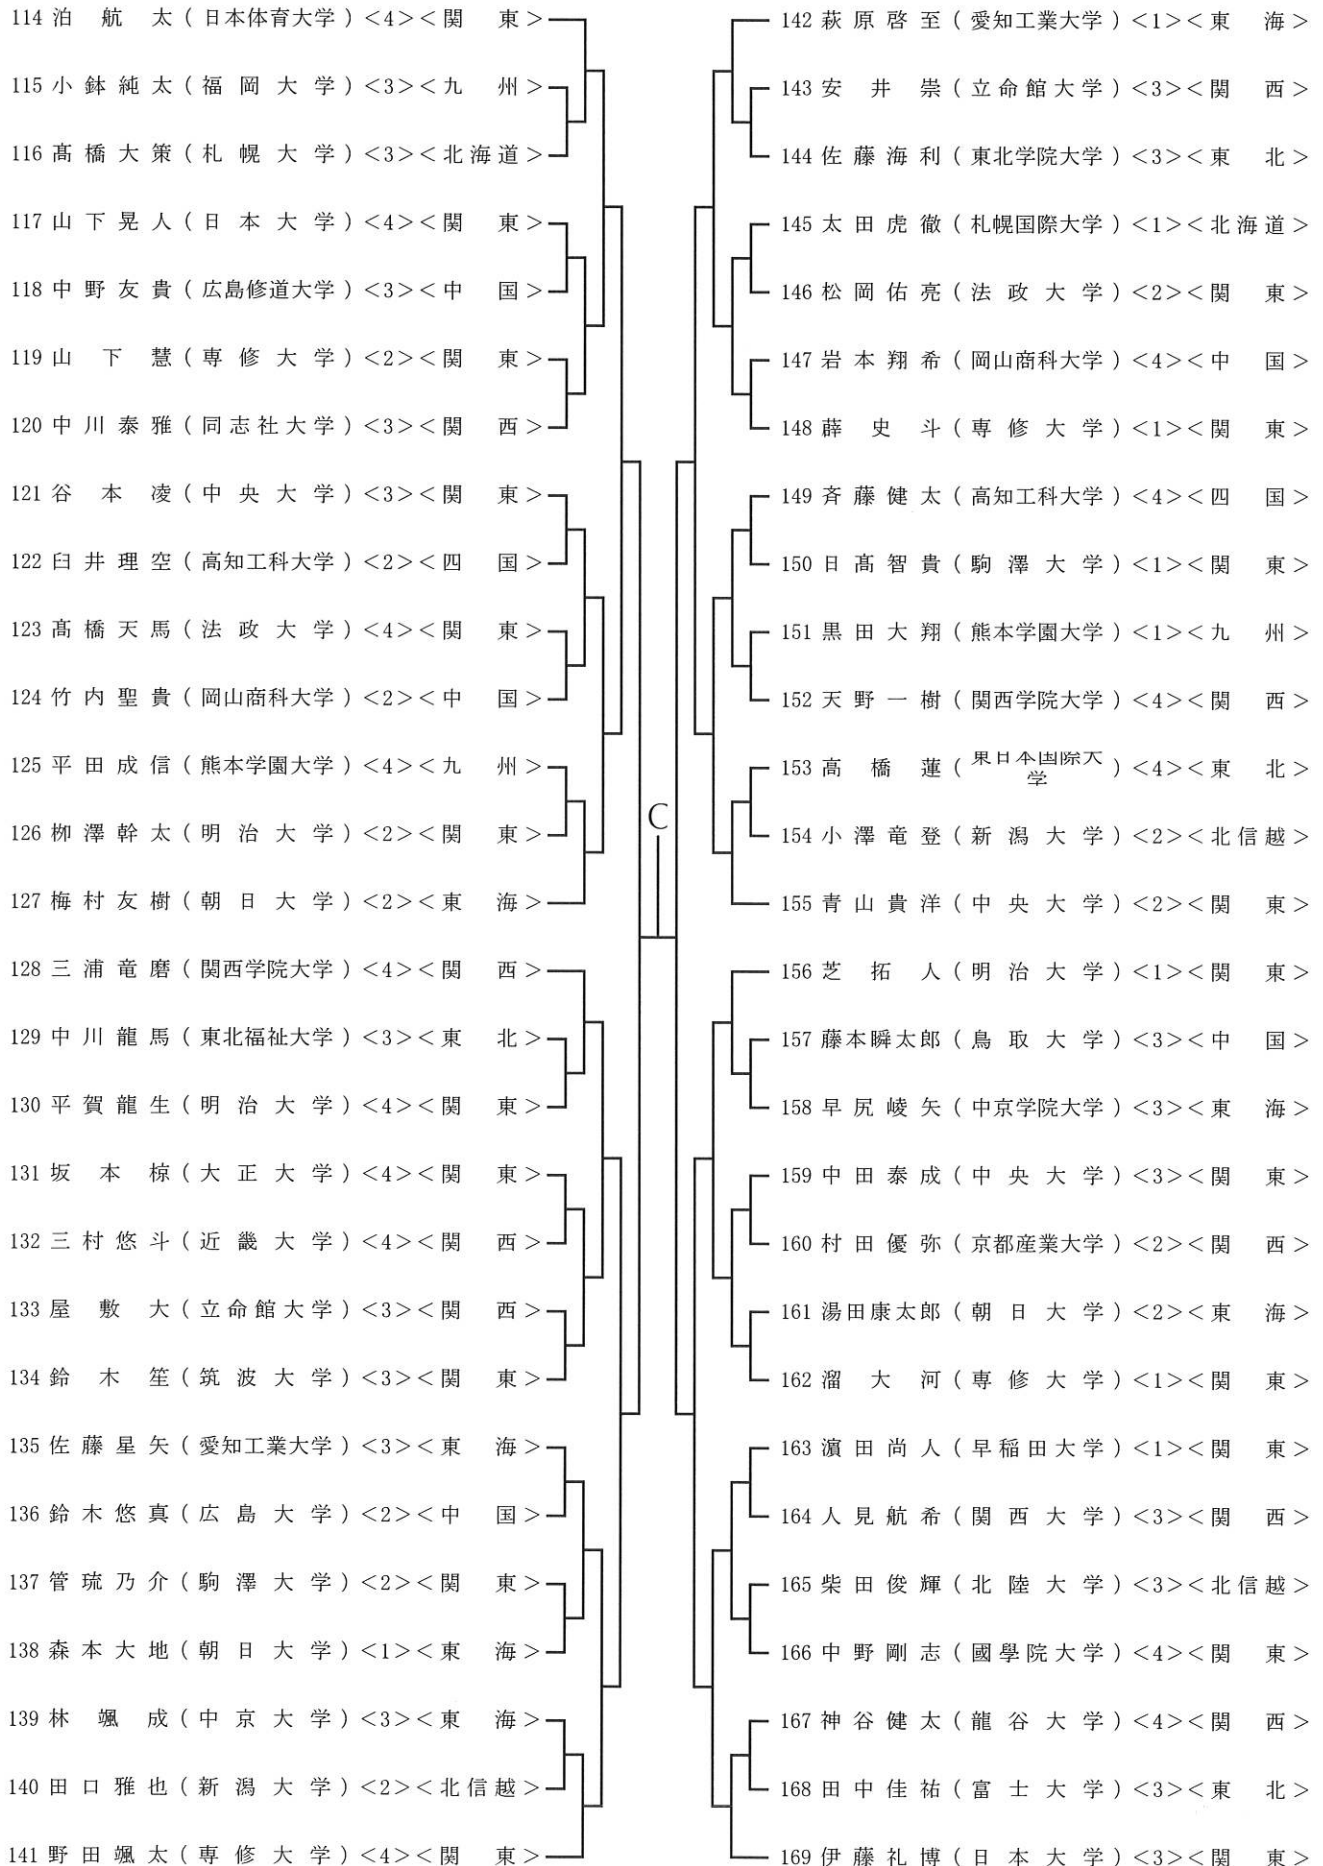 114 泊 航 太 ( 日本体育大学 ) <4> < 関 東 >
115 小 鉢 純 太 ( 福 岡 大 学 ) <3> < 九 州 >
116 髙 橋 大 策 ( 札 幌 大 学 ) <3> < 北海道 >
117 山 下 晃 人 ( 日 本 大 学 ) <4> < 関 東 >
118 中 野 友 貴 ( 広島修道大学 ) <3> < 中 国 >
119 山 下 慧 ( 専 修 大 学 ) <2> < 関 東 >
120 中 川 泰 雅 ( 同志社大学 ) <3> < 関 西 >
121 谷 本 凌 ( 中 央 大 学 ) <3> < 関 東 >
122 臼 井 理 空 ( 高知工科大学 ) <2> < 四 国 >
123 髙 橋 天 馬 ( 法 政 大 学 ) <4> < 関 東 >
124 竹 内 聖 貴 ( 岡山商科大学 ) <2> < 中 国 >
125 平 田 成 信 ( 熊本学園大学 ) <4> < 九 州 >
126 栁 澤 幹 太 ( 明 治 大 学 ) <2> < 関 東 >
127 梅 村 友 樹 ( 朝 日 大 学 ) <2> < 東 海 >
128 三 浦 竜 磨 ( 関西学院大学 ) <4> < 関 西 >
129 中 川 龍 馬 ( 東北福祉大学 ) <3> < 東 北 >
130 平 賀 龍 生 ( 明 治 大 学 ) <4> < 関 東 >
131 坂 本 椋 ( 大 正 大 学 ) <4> < 関 東 >
132 三 村 悠 斗 ( 近 畿 大 学 ) <4> < 関 西 >
133 屋 敷 大 ( 立命館大学 ) <3> < 関 西 >
134 鈴 木 笙 ( 筑 波 大 学 ) <3> < 関 東 >
135 佐 藤 星 矢 ( 愛知工業大学 ) <3> < 東 海 >
136 鈴 木 悠 真 ( 広 島 大 学 ) <2> < 中 国 >
137 管 琉 乃 介 ( 駒 澤 大 学 ) <2> < 関 東 >
138 森 本 大 地 ( 朝 日 大 学 ) <1> < 東 海 >
139 林 颯 成 ( 中 京 大 学 ) <3> < 東 海 >
140 田 口 雅 也 ( 新 潟 大 学 ) <2> < 北信越 >
141 野 田 颯 太 ( 専 修 大 学 ) <4> < 関 東 >
C
142 萩 原 啓 至 ( 愛知工業大学 ) <1> < 東 海 >
143 安 井 崇 ( 立命館大学 ) <3> < 関 西 >
144 佐 藤 海 利 ( 東北学院大学 ) <3> < 東 北 >
145 太 田 虎 徹 ( 札幌国際大学 ) <1> < 北海道 >
146 松 岡 佑 亮 ( 法 政 大 学 ) <2> < 関 東 >
147 岩 本 翔 希 ( 岡山商科大学 ) <4> < 中 国 >
148 薜 史 斗 ( 専 修 大 学 ) <1> < 関 東 >
149 斉 藤 健 太 ( 高知工科大学 ) <4> < 四 国 >
150 日 髙 智 貴 ( 駒 澤 大 学 ) <1> < 関 東 >
151 黒 田 大 翔 ( 熊本学園大学 ) <1> < 九 州 >
152 天 野 一 樹 ( 関西学院大学 ) <4> < 関 西 >
153 高 橋 蓮 ( 東日本国際大学 ) <4> < 東 北 >
154 小 澤 竜 登 ( 新 潟 大 学 ) <2> < 北信越 >
155 青 山 貴 洋 ( 中 央 大 学 ) <2> < 関 東 >
156 芝 拓 人 ( 明 治 大 学 ) <1> < 関 東 >
157 藤本瞬太郎 ( 鳥 取 大 学 ) <3> < 中 国 >
158 早 尻 崚 矢 ( 中京学院大学 ) <3> < 東 海 >
159 中 田 泰 成 ( 中 央 大 学 ) <3> < 関 東 >
160 村 田 優 弥 ( 京都産業大学 ) <2> < 関 西 >
161 湯田康太郎 ( 朝 日 大 学 ) <2> < 東 海 >
162 溜 大 河 ( 専 修 大 学 ) <1> < 関 東 >
163 濵 田 尚 人 ( 早稲田大学 ) <1> < 関 東 >
164 人 見 航 希 ( 関 西 大 学 ) <3> < 関 西 >
165 柴 田 俊 輝 ( 北 陸 大 学 ) <3> < 北信越 >
166 中 野 剛 志 ( 國學院大学 ) <4> < 関 東 >
167 神 谷 健 太 ( 龍 谷 大 学 ) <4> < 関 西 >
168 田 中 佳 祐 ( 富 士 大 学 ) <3> < 東 北 >
169 伊 藤 礼 博 ( 日 本 大 学 ) <3> < 関 東 >